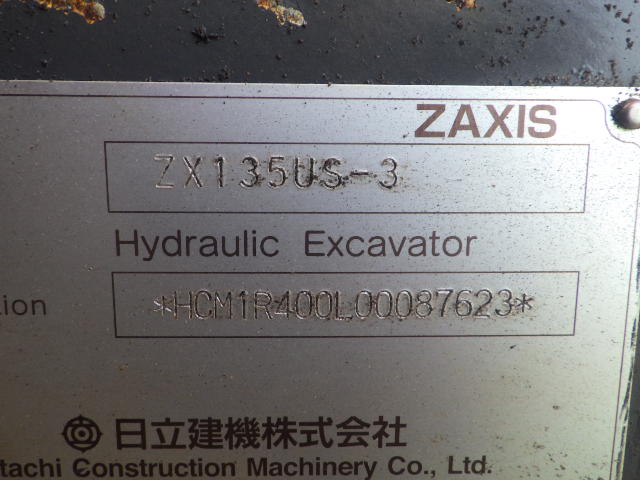 ZAXIS
ZX135US-3
Hydraulic Excavator
tion *HCM1R400L00087623*
日立建機株式会社
tachi Construction Machinery Co., Ltd.